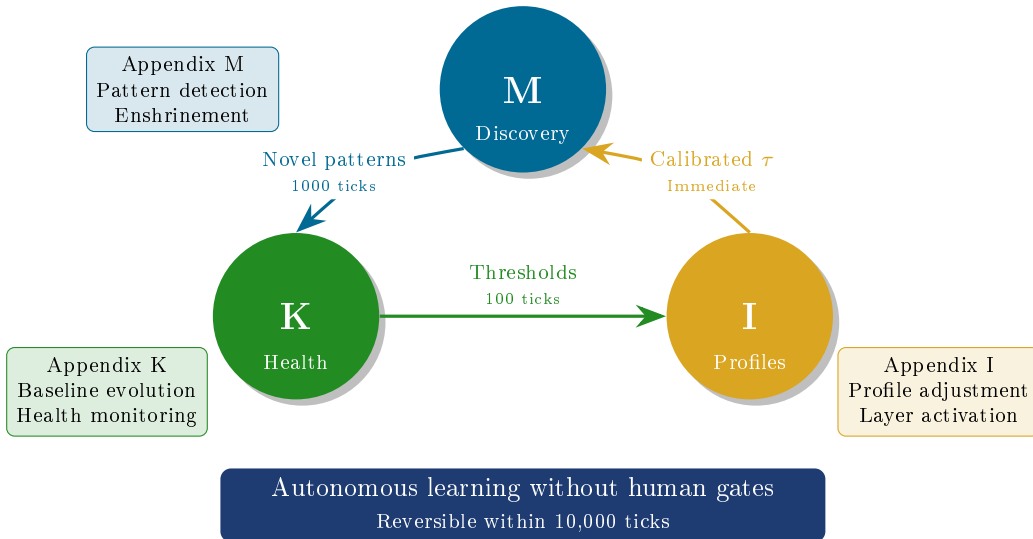 Appendix M
Pattern detection
Enshrinement
M
Discovery
Novel patterns
1000 ticks
Calibrated τ
Immediate
K
Health
Thresholds
100 ticks
I
Profiles
Appendix K
Baseline evolution
Health monitoring
Appendix I
Profile adjustment
Layer activation
Autonomous learning without human gates
Reversible within 10,000 ticks